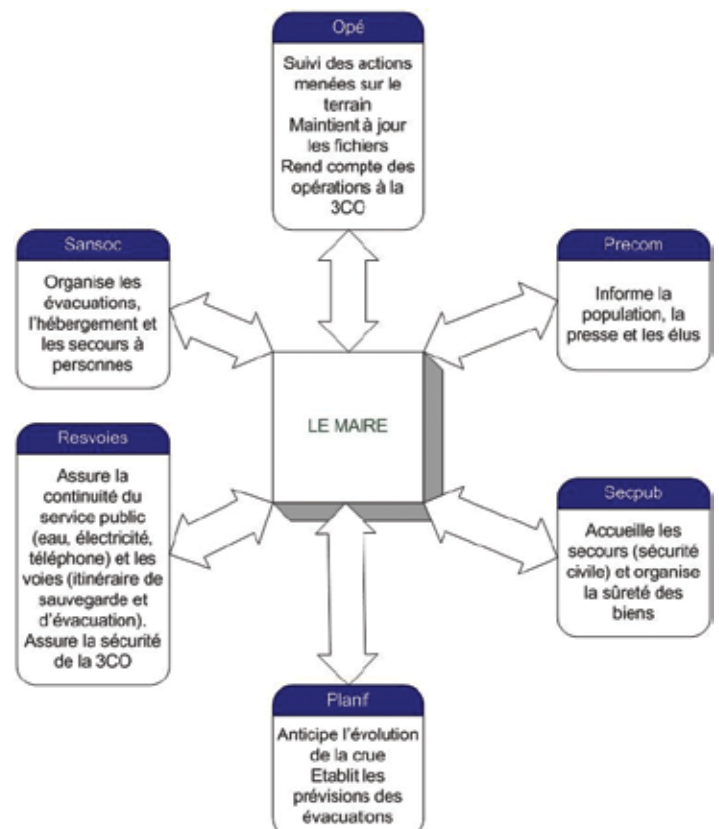 Opé
Suivi des actions
menées sur le
terrain
Maintient à jour
les fichiers
Rend compte des
opérations à la
3CO
Sansoc
Organise les
évacuations,
l'hébergement et
les secours à
personnes
Precom
Informe la
population, la
presse et les élus
LE MAIRE
Resvoies
Assure la
continuité du
service public
(eau, électricité,
téléphone) et les
voies (itinéraire de
sauvegarde et
d'évacuation).
Assure la sécurité
de la 3CO
Secpub
Accueille les
secours (sécurité
civile) et organise
la sûreté des
biens
Planf
Anticipe l'évolution
de la crue
Etablit les
prévisions des
évacuations